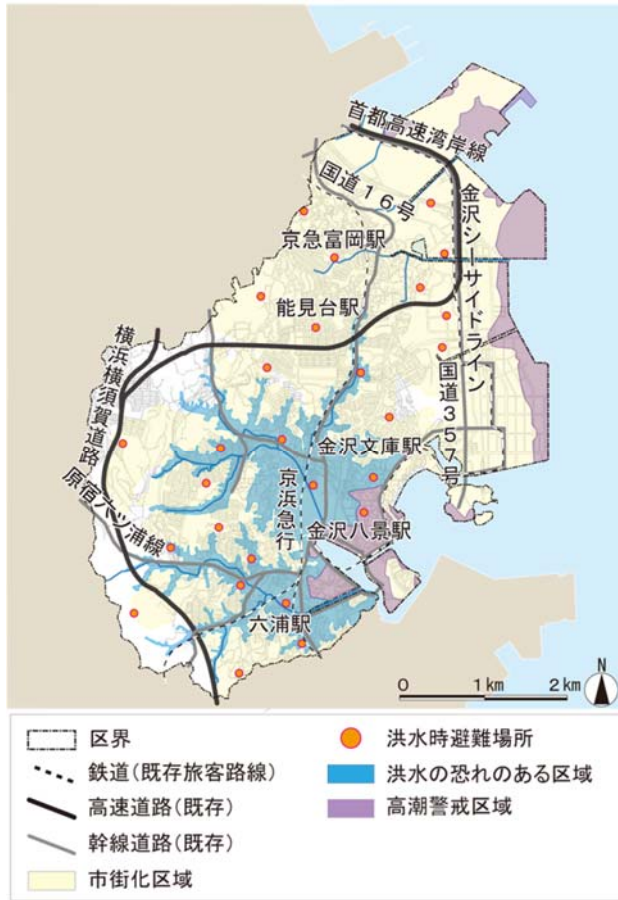 首都高速湾岸線
国道16号
金沢シーサイドライン
京急富岡駅
能見台駅
横浜横須賀道路
国道357号
金沢文庫駅
京浜急行
原宿六ツ浦線
金沢八景駅
六浦駅
0 1km 2km
N
区界
鉄道(既存旅客路線)
高速道路(既存)
幹線道路(既存)
市街化区域
洪水時避難場所
洪水の恐れのある区域
高潮警戒区域